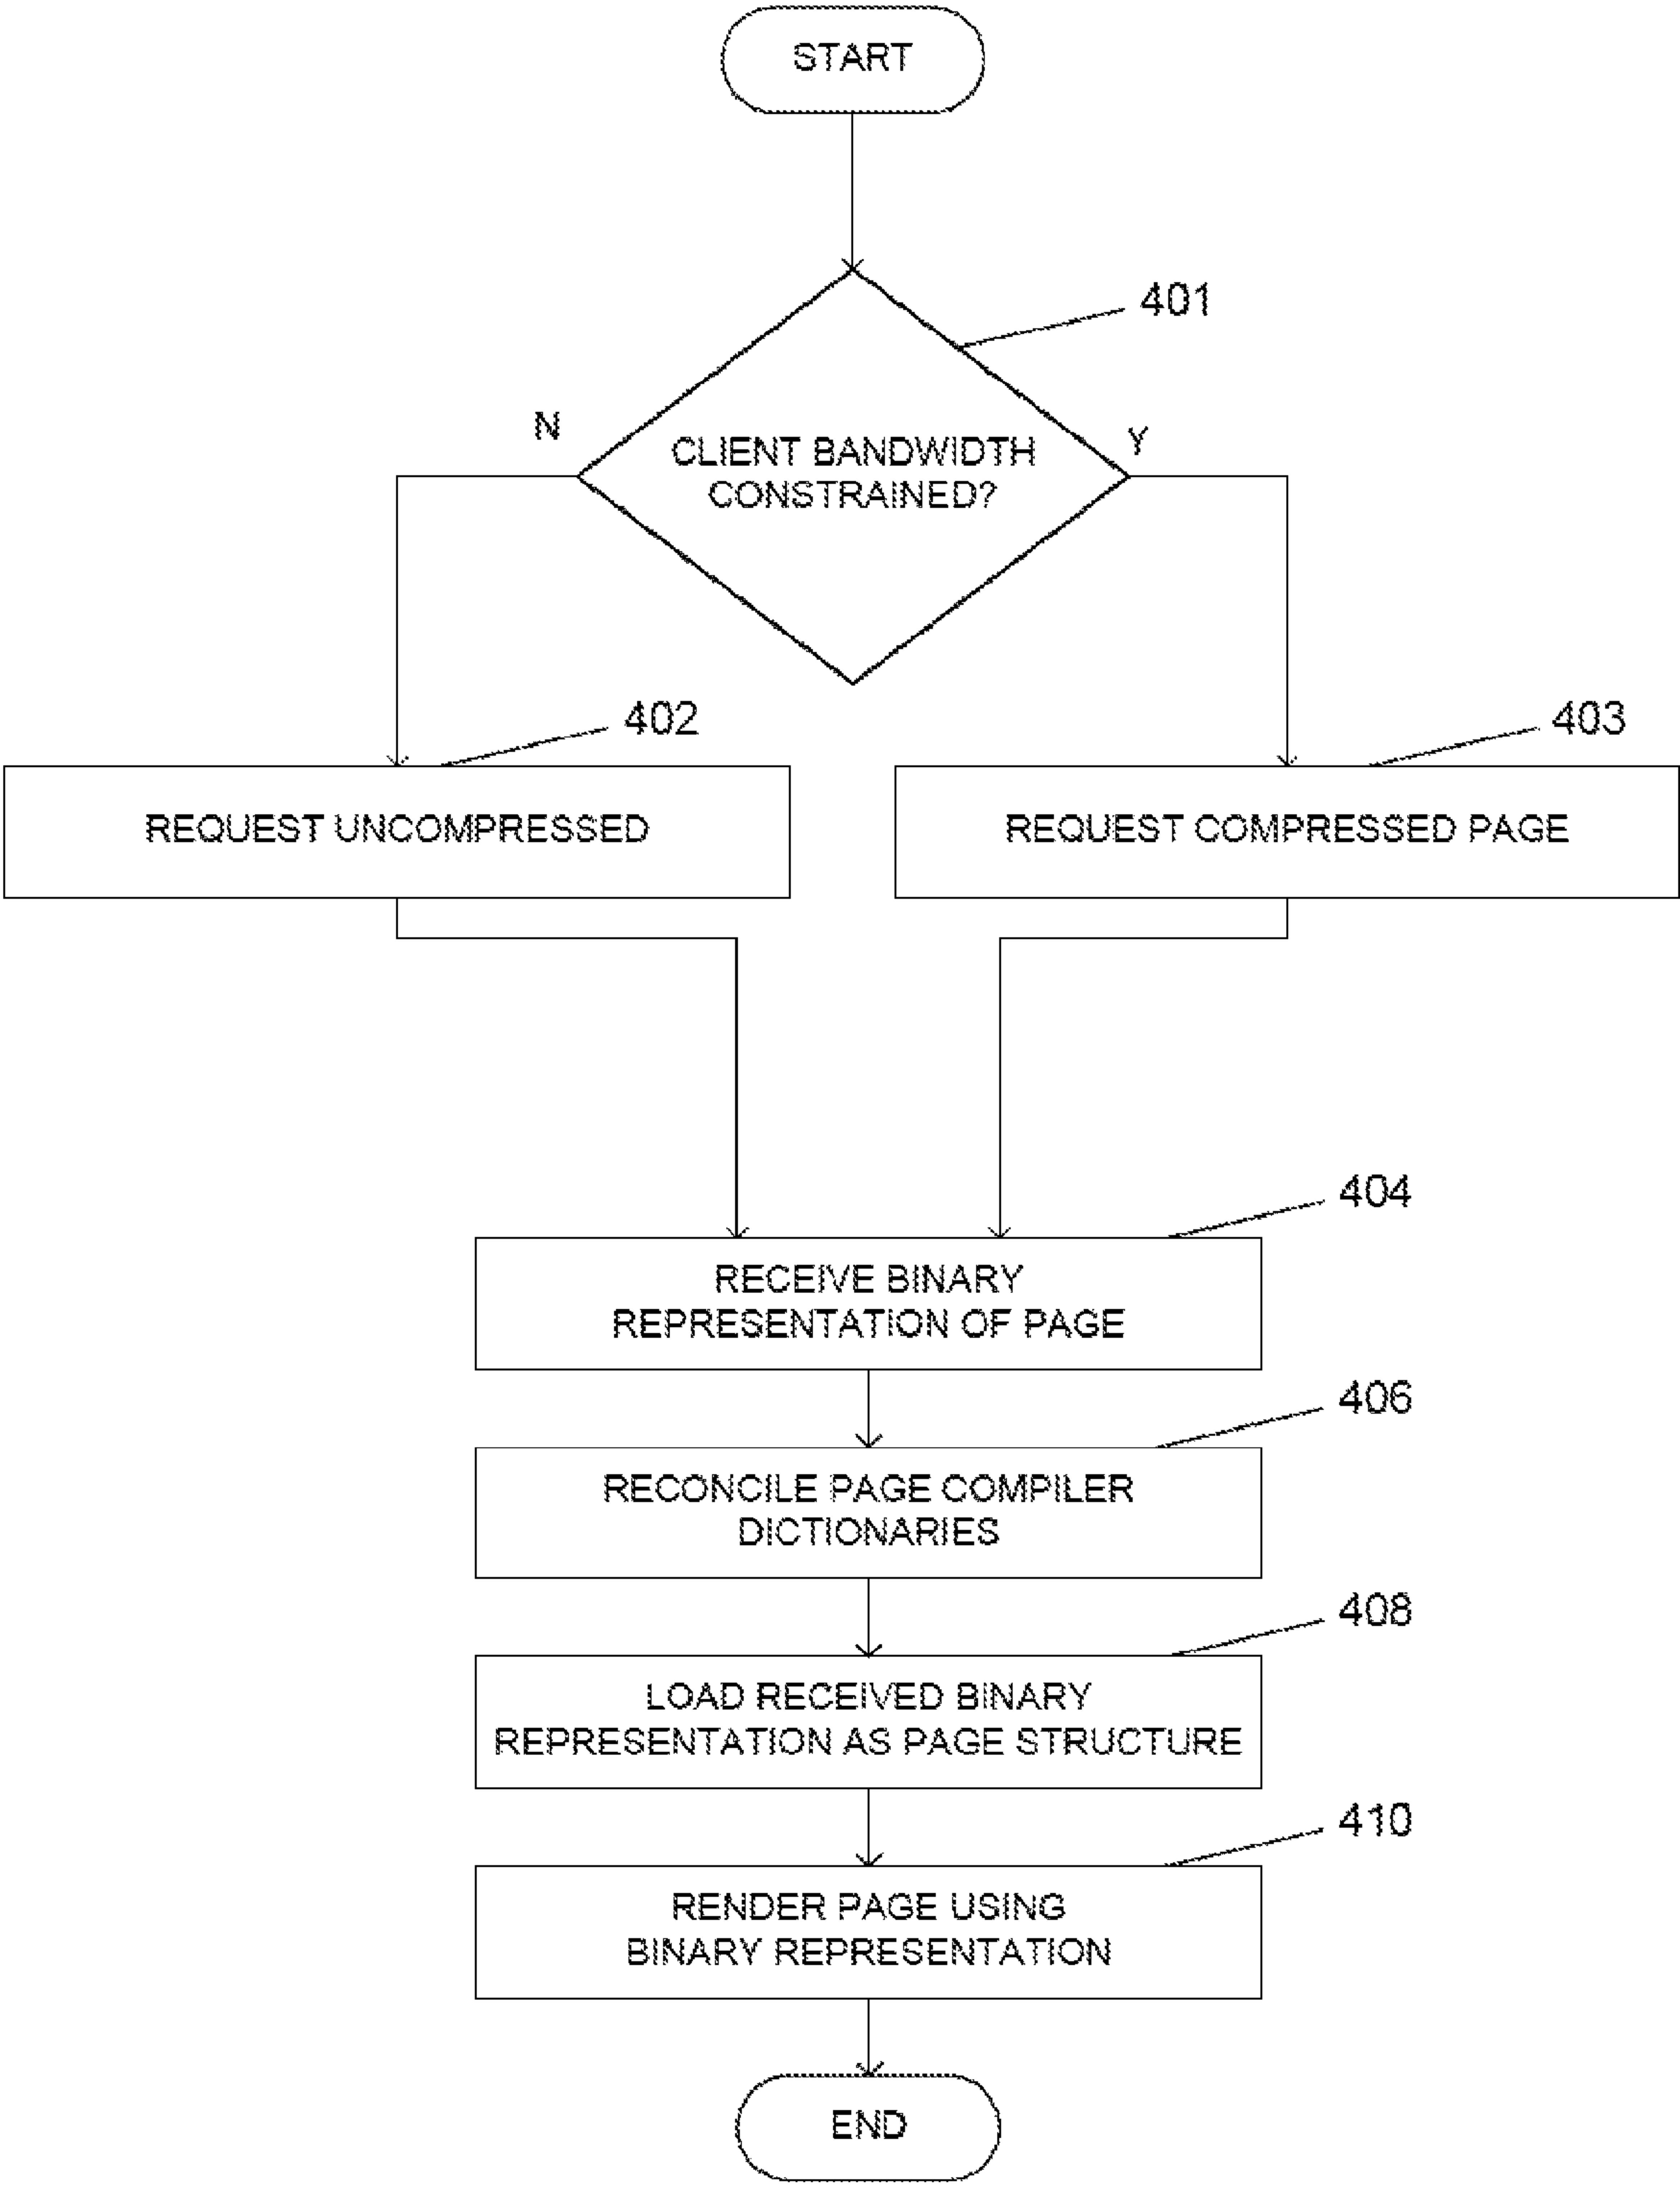 START
401
N
Y
CLIENT BANDWIDTH
CONSTRAINED?
402
403
REQUEST UNCOMPRESSED
REQUEST COMPRESSED PAGE
404
RECEIVE BINARY
REPRESENTATION OF PAGE
406
RECONCILE PAGE COMPILER
DICTIONARIES
408
LOAD RECEIVED BINARY
REPRESENTATION AS PAGE STRUCTURE
410
RENDER PAGE USING
BINARY REPRESENTATION
END